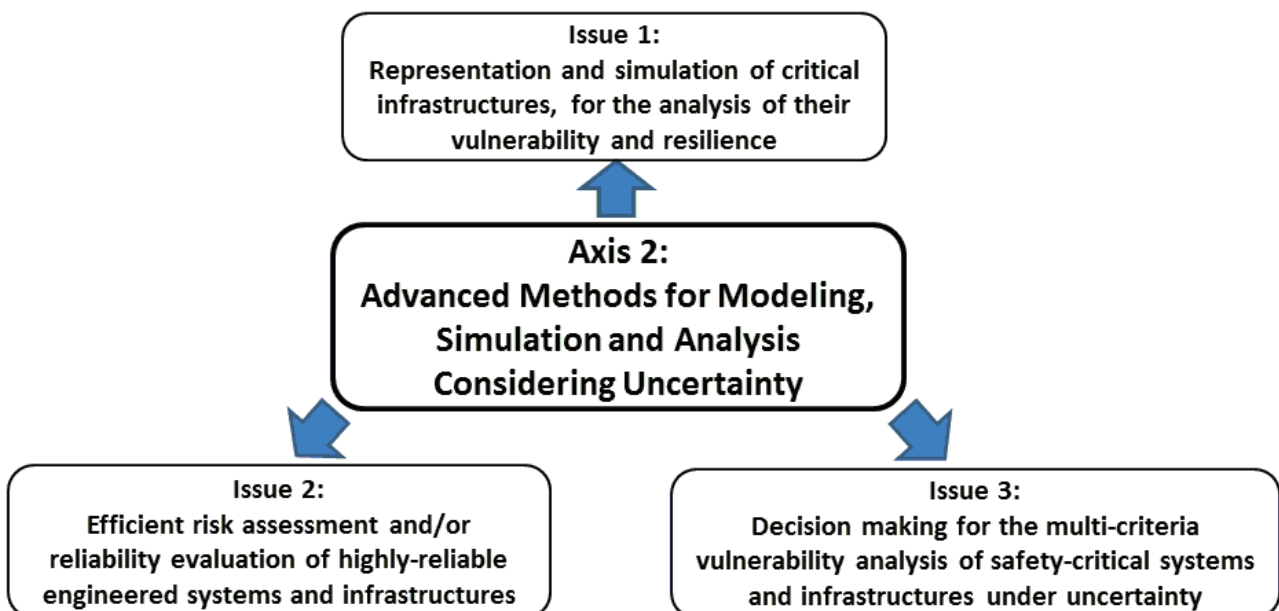 Issue 1:
Representation and simulation of critical
infrastructures, for the analysis of their
vulnerability and resilience
Axis 2:
Advanced Methods for Modeling,
Simulation and Analysis
Considering Uncertainty
Issue 2:
Efficient risk assessment and/or
reliability evaluation of highly-reliable
engineered systems and infrastructures
Issue 3:
Decision making for the multi-criteria
vulnerability analysis of safety-critical systems
and infrastructures under uncertainty